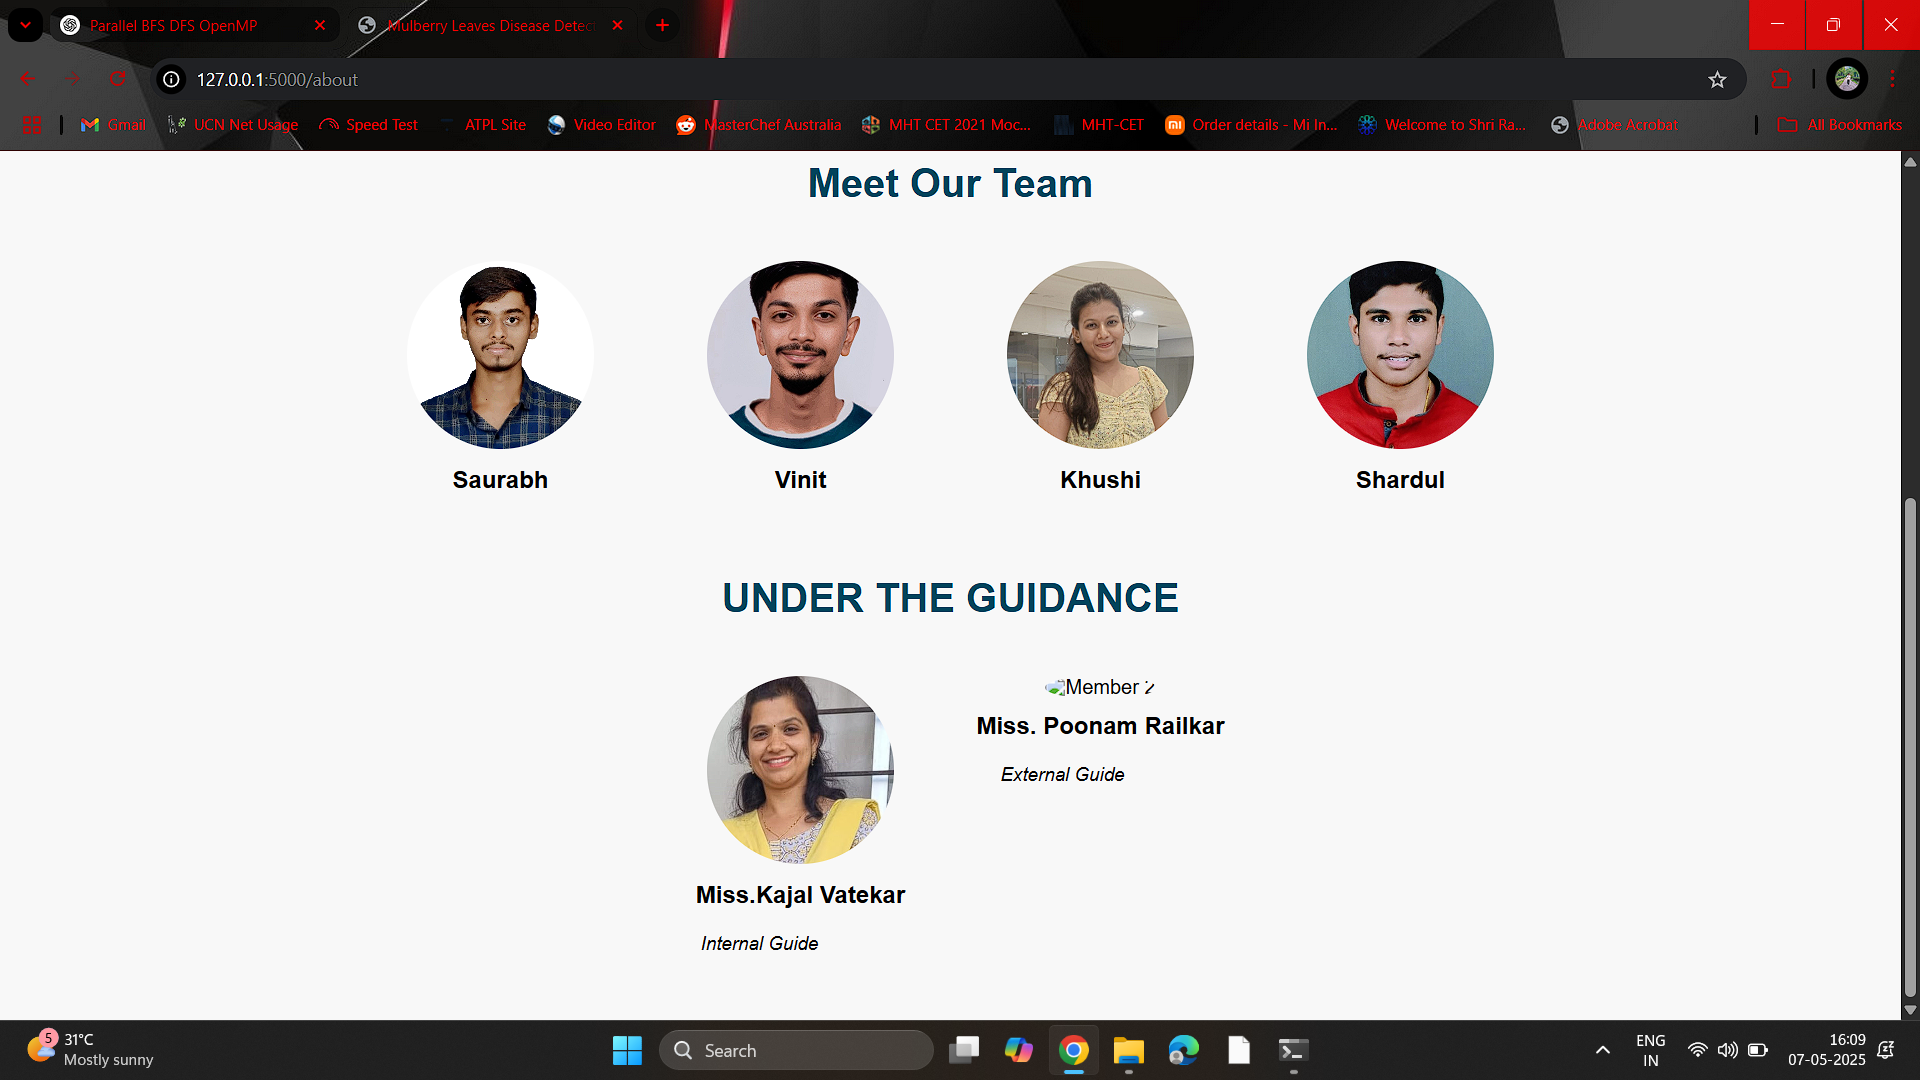 Parallel BFS DFS OpenMP
Mulberry Leaves Disease Detec
127.0.0.1:5000/about
Gmail UCN Net Usage Speed Test ATPL Site Video Editor MasterChef Australia MHT CET 2021 Moc... MHT-CET Order details - Mi In... Welcome to Shri Ra... Adobe Acrobat All Bookmarks
Meet Our Team
Saurabh Vinit Khushi Shardul
UNDER THE GUIDANCE
Member
Miss. Poonam Railkar
External Guide
Miss.Kajal Vatekar
Internal Guide
5
31°C
Mostly sunny
Search
ENG
IN
16:09
07-05-2025